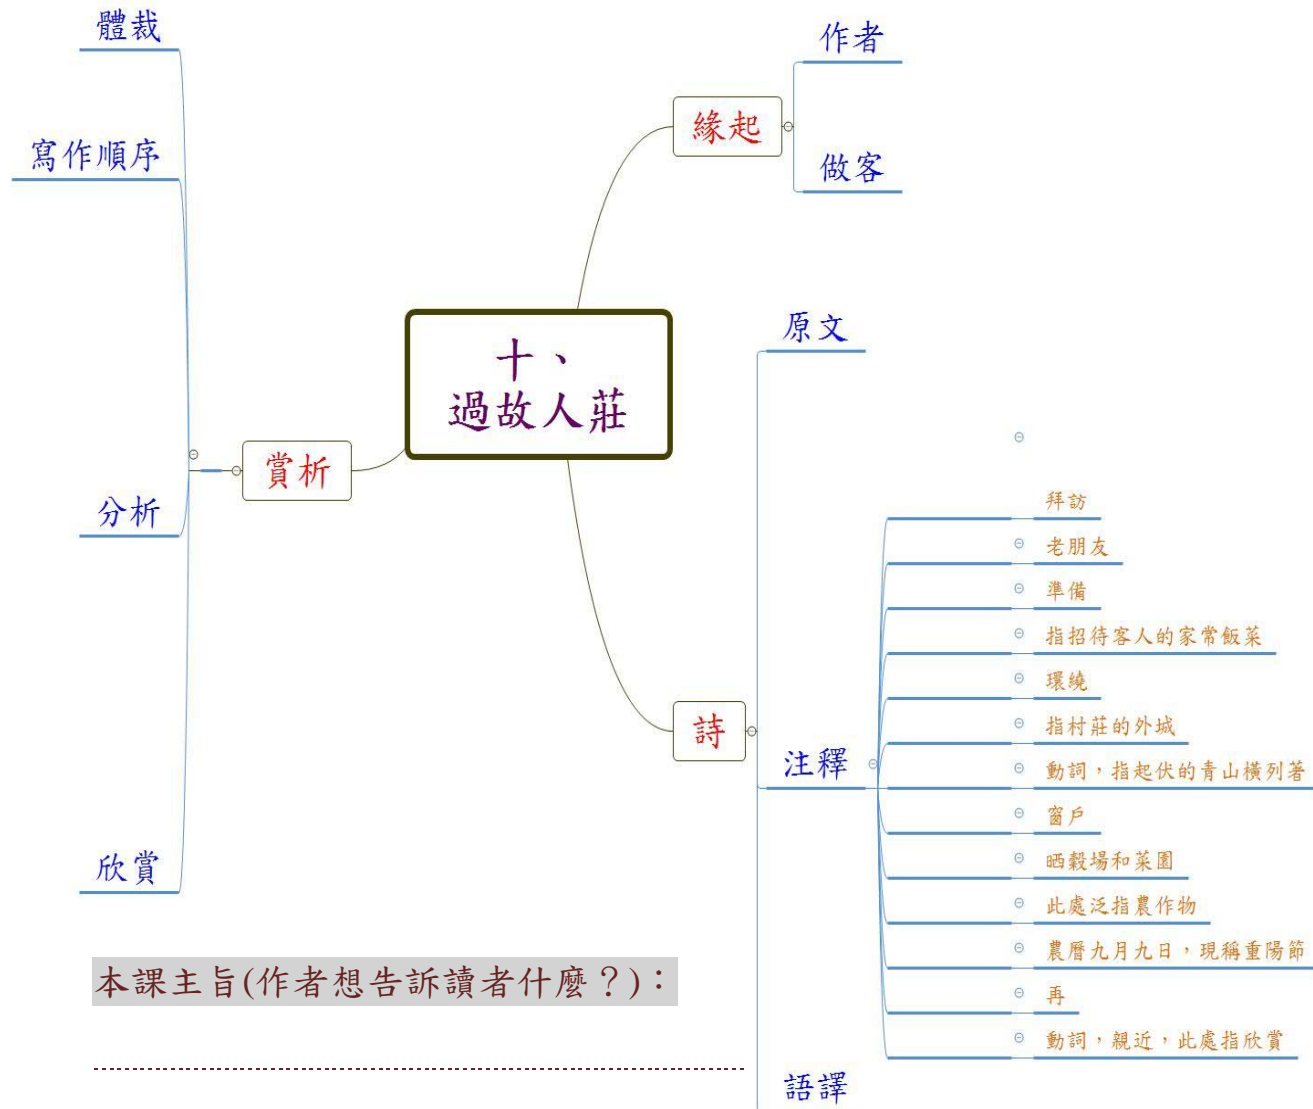 十、
過故人莊
緣起
作者
做客
詩
原文
注釋
拜訪
老朋友
準備
指招待客人的家常飯菜
環繞
指村莊的外城
動詞，指起伏的青山橫列著
窗戶
晒穀場和菜園
此處泛指農作物
農曆九月九日，現稱重陽節
再
動詞，親近，此處指欣賞
語譯
賞析
體裁
寫作順序
分析
欣賞
本課主旨(作者想告訴讀者什麼？)：